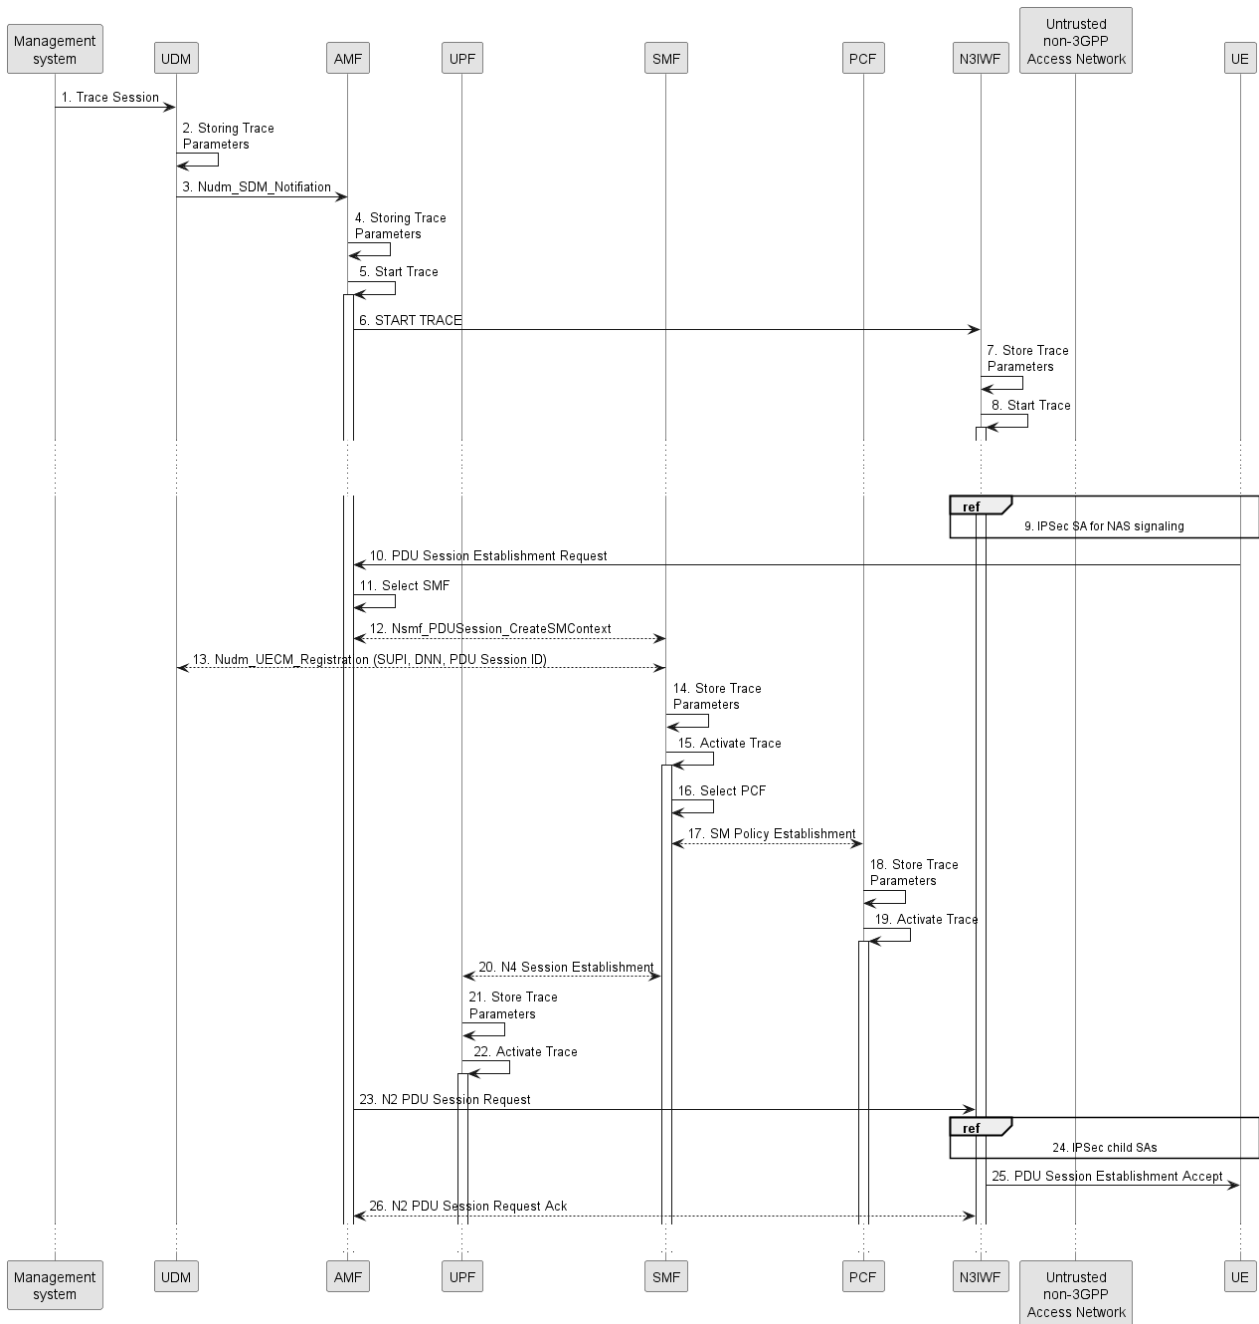 Management
system
UDM
AMF
UPF
SMF
PCF
N3IWF
Untrusted
non-3GPP
Access Network
UE
1. Trace Session
2. Storing Trace
Parameters
3. Nudm_SDM_Notifiation
4. Storing Trace
Parameters
5. Start Trace
6. START TRACE
7. Store Trace
Parameters
8. Start Trace
ref
9. IPSec SA for NAS signaling
10. PDU Session Establishment Request
11. Select SMF
12. Nsmf_PDUSession_CreateSMContext
13. Nudm_UECM_Registration (SUPI, DNN, PDU Session ID)
14. Store Trace
Parameters
15. Activate Trace
16. Select PCF
17. SM Policy Establishment
18. Store Trace
Parameters
19. Activate Trace
20. N4 Session Establishment
21. Store Trace
Parameters
22. Activate Trace
23. N2 PDU Session Request
ref
24. IPSec child SAs
25. PDU Session Establishment Accept
26. N2 PDU Session Request Ack
Management
system
UDM
AMF
UPF
SMF
PCF
N3IWF
Untrusted
non-3GPP
Access Network
UE